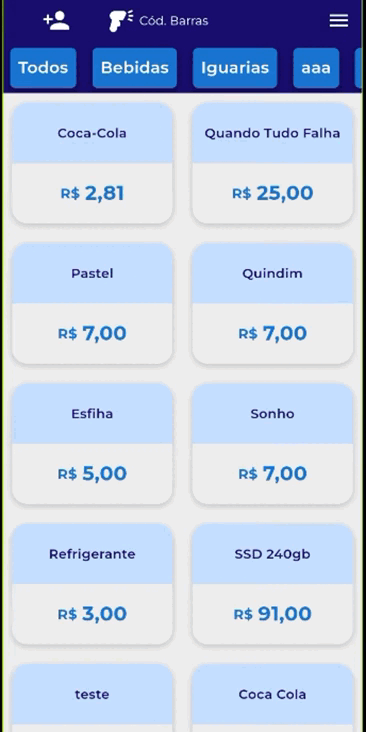 Cód. Barras
Todos
Bebidas
Iguarias
aaa
Coca-Cola
Quando Tudo Falha
R$ 2,81
R$ 25,00
Pastel
Quindim
R$ 7,00
R$ 7,00
Esfiha
Sonho
R$ 5,00
R$ 7,00
Refrigerante
SSD 240gb
R$ 3,00
R$ 91,00
teste
Coca Cola